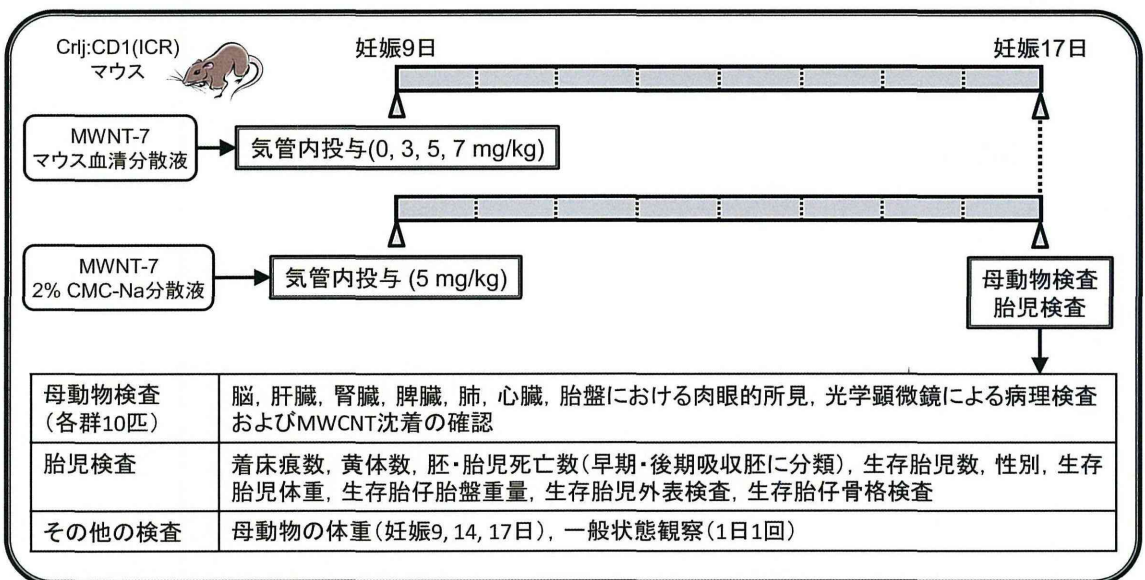 Crlj:CD1(ICR)
マウス
妊娠9日
妊娠17日
MWNT-7
マウス血清分散液
気管内投与(0, 3, 5, 7 mg/kg)
MWNT-7
2% CMC-Na分散液
気管内投与 (5 mg/kg)
母動物検査
胎児検査
母動物検査
(各群10匹)
脳, 肝臓, 腎臓, 脾臓, 肺, 心臓, 胎盤における肉眼的所見, 光学顕微鏡による病理検査
およびMWCNT沈着の確認
胎児検査
着床痕数, 黄体数, 胚・胎児死亡数(早期・後期吸収胚に分類), 生存胎児数, 性別, 生存
胎児体重, 生存胎仔胎盤重量, 生存胎児外表検査, 生存胎仔骨格検査
その他の検査
母動物の体重(妊娠9, 14, 17日), 一般状態観察(1日1回)